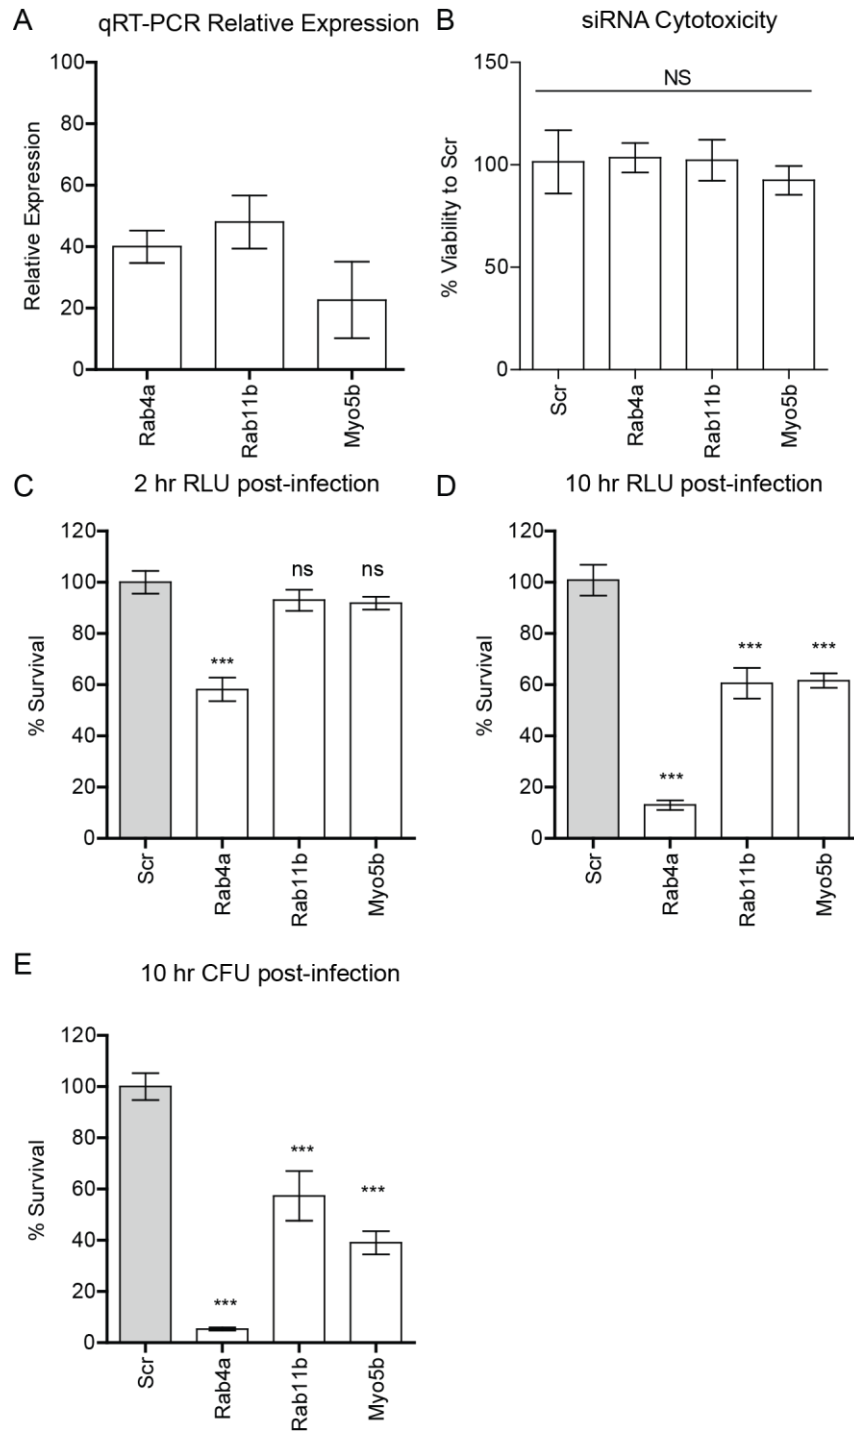 A
qRT-PCR Relative Expression
Relative Expression
100
80
60
40
20
0
Rab4a
Rab11b
Myo5b
B
siRNA Cytotoxicity
% Viability to Scr
150
100
50
0
NS
Scr
Rab4a
Rab11b
Myo5b
C
2 hr RLU post-infection
% Survival
120
100
80
60
40
20
0
***
ns
ns
Scr
Rab4a
Rab11b
Myo5b
D
10 hr RLU post-infection
% Survival
120
100
80
60
40
20
0
***
***
***
Scr
Rab4a
Rab11b
Myo5b
E
10 hr CFU post-infection
% Survival
120
100
80
60
40
20
0
***
***
***
Scr
Rab4a
Rab11b
Myo5b